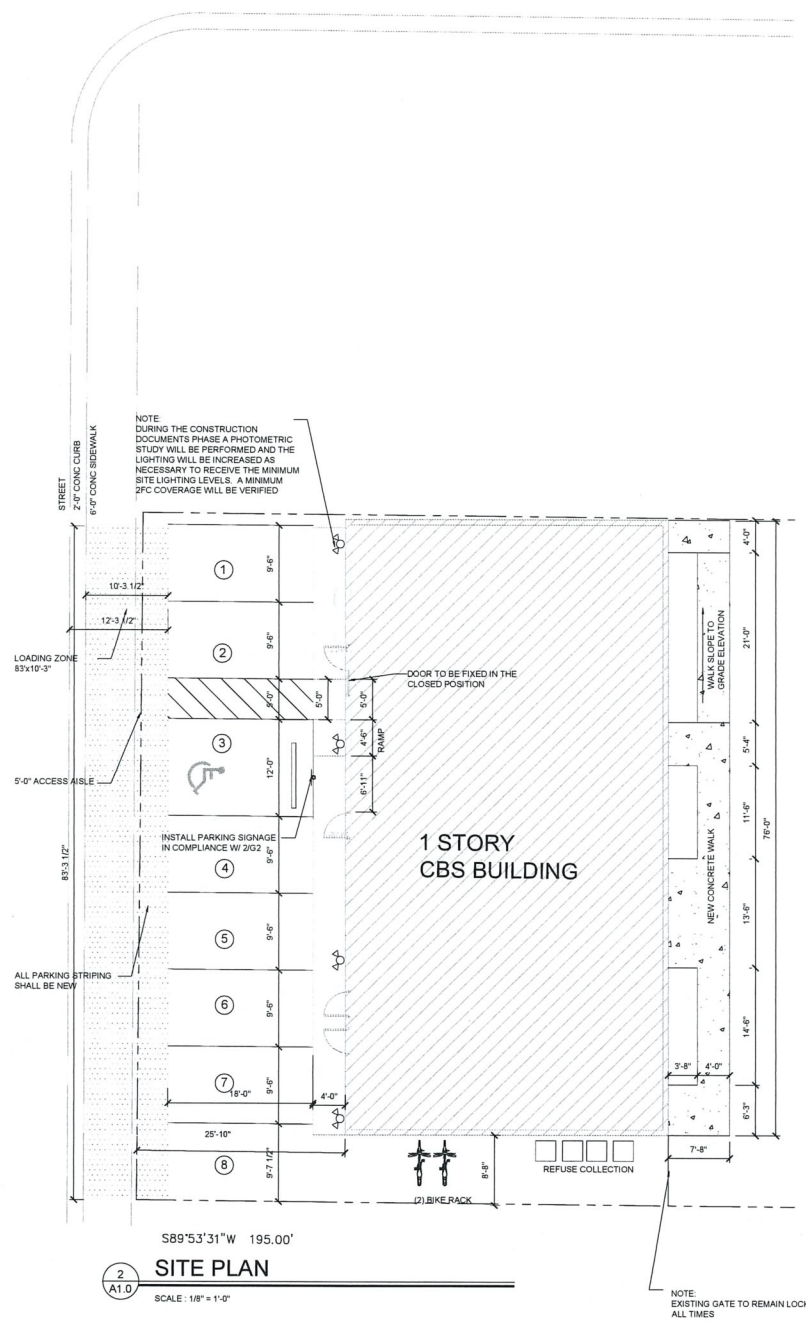 NOTE:
DURING THE CONSTRUCTION
DOCUMENTS PHASE A PHOTOMETRIC
STUDY WILL BE PERFORMED AND THE
LIGHTING WILL BE INCREASED AS
NECESSARY TO RECEIVE THE MINIMUM
SITE LIGHTING LEVELS. A MINIMUM
2FC COVERAGE WILL BE VERIFIED
STREET
2'-0" CONC CURB
6'-0" CONC SIDEWALK
10'-3 1/2"
12'-3 1/2"
LOADING ZONE
83'x10'-3"
5'-0" ACCESS AISLE
83'-3 1/2"
ALL PARKING STRIPING
SHALL BE NEW
1
9'-6"
2
9'-6"
5'-0"
5'-0"
5'-0"
DOOR TO BE FIXED IN THE
CLOSED POSITION
3
12'-0"
4'-6"
RAMP
6'-11"
INSTALL PARKING SIGNAGE
IN COMPLIANCE W/ 2/G2
4
9'-6"
5
9'-6"
6
9'-6"
7
9'-6"
18'-0"
4'-0"
25'-10"
8
9'-7 1/2"
1 STORY
CBS BUILDING
4'-0"
WALK SLOPE TO
GRADE ELEVATION
21'-0"
5'-4"
11'-6"
76'-0"
NEW CONCRETE WALK
13'-6"
14'-6"
3'-8"
4'-0"
6'-3"
7'-8"
8'-8"
(2) BIKE RACK
REFUSE COLLECTION
S89°53'31"W 195.00'
2
A1.0
SITE PLAN
SCALE : 1/8" = 1'-0"
NOTE:
EXISTING GATE TO REMAIN LOCK
ALL TIMES